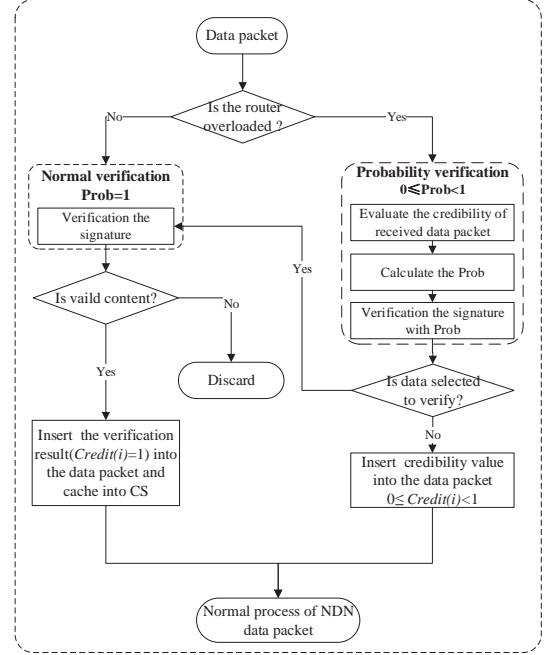 Data packet
Is the router
overloaded ?
No
Yes
Normal verification
Prob=1
Verification the
signature
Probability verification
0≤Prob<1
Evaluate the credibility of
received data packet
Calculate the Prob
Verification the signature
with Prob
Yes
Is vaild content?
No
Discard
Yes
Is data selected
to verify?
No
Insert the verification
result(Credit(i)=1) into
the data packet and
cache into CS
Insert credibility value
into the data packet
0≤ Credit(i)<1
Normal process of NDN
data packet